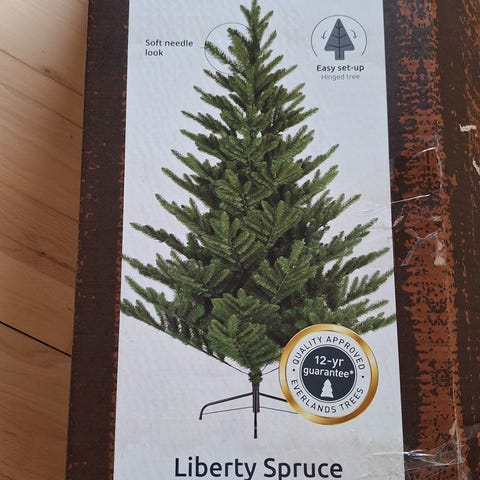 Soft needle
look
Easy set-up
Hinged tree
QUALITY APPROVED
12-yr
guarantee*
EVERLANDS TREES
Liberty Spruce